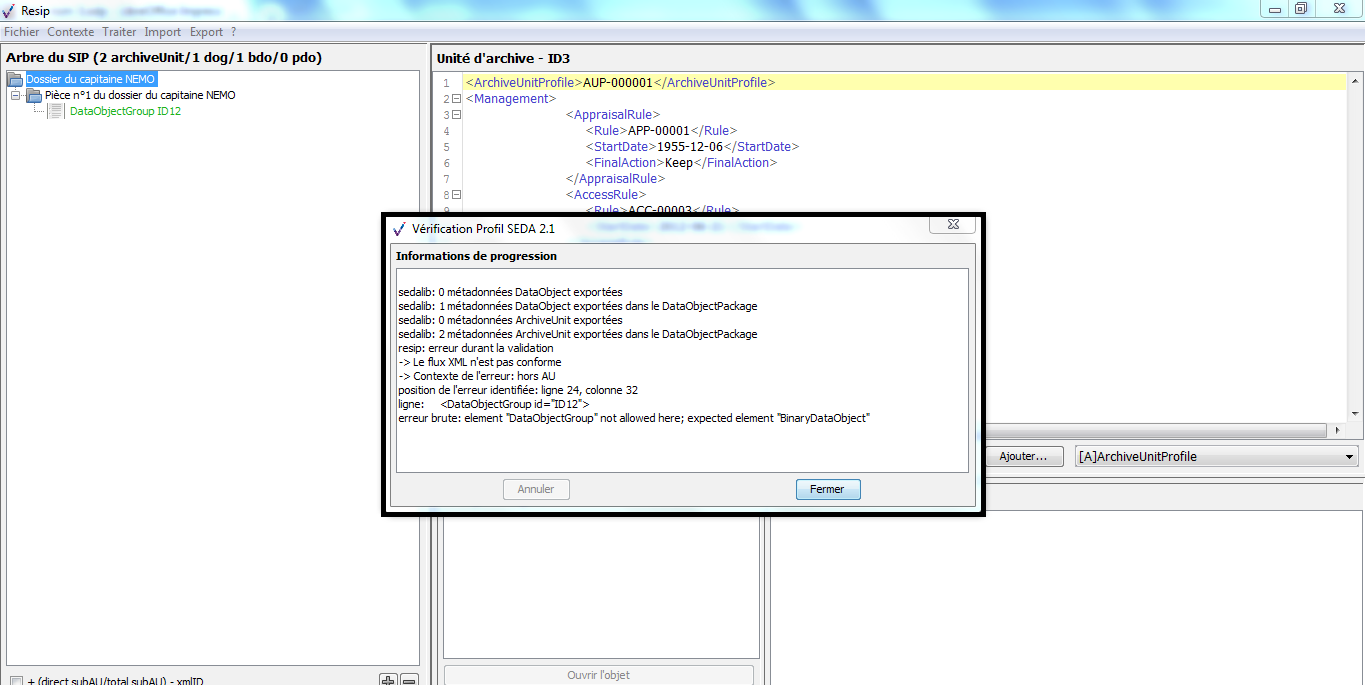 Resip
Fichier Contexte Traiter Import Export ?
Arbre du SIP (2 archiveUnit/1 dog/1 bdo/0 pdo)
Dossier du capitaine NEMO
Pièce n°1 du dossier du capitaine NEMO
DataObjectGroup ID12
+ (direct subAU/total subAU) - xmlID
Unité d'archive - ID3
1 <ArchiveUnitProfile>AUP-000001</ArchiveUnitProfile>
2 <Management>
3 <AppraisalRule>
4 <Rule>APP-00001</Rule>
5 <StartDate>1955-12-06</StartDate>
6 <FinalAction>Keep</FinalAction>
7 </AppraisalRule>
8 <AccessRule>
9 <Rule>ACC-00003</Rule>
Vérification Profil SEDA 2.1
Informations de progression
sedalib: 0 métadonnées DataObject exportées
sedalib: 1 métadonnées DataObject exportées dans le DataObjectPackage
sedalib: 0 métadonnées ArchiveUnit exportées
sedalib: 2 métadonnées ArchiveUnit exportées dans le DataObjectPackage
resip: erreur durant la validation
-> Le flux XML n'est pas conforme
-> Contexte de l'erreur: hors AU
position de l'erreur identifiée: ligne 24, colonne 32
ligne: <DataObjectGroup id="ID12">
erreur brute: element "DataObjectGroup" not allowed here; expected element "BinaryDataObject"
Annuler
Fermer
Ajouter...
[A]ArchiveUnitProfile
Ouvrir l'objet